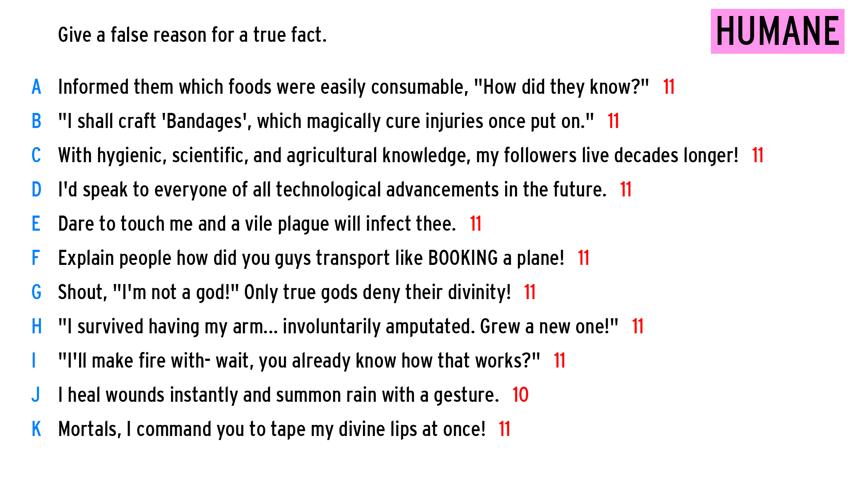 Give a false reason for a true fact.
HUMANE
A Informed them which foods were easily consumable, "How did they know?" 11
B "I shall craft 'Bandages', which magically cure injuries once put on." 11
C With hygienic, scientific, and agricultural knowledge, my followers live decades longer! 11
D I'd speak to everyone of all technological advancements in the future. 11
E Dare to touch me and a vile plague will infect thee. 11
F Explain people how did you guys transport like BOOKING a plane! 11
G Shout, "I'm not a god!" Only true gods deny their divinity! 11
H "I survived having my arm... involuntarily amputated. Grew a new one!" 11
I "I'll make fire with- wait, you already know how that works?" 11
J I heal wounds instantly and summon rain with a gesture. 10
K Mortals, I command you to tape my divine lips at once! 11